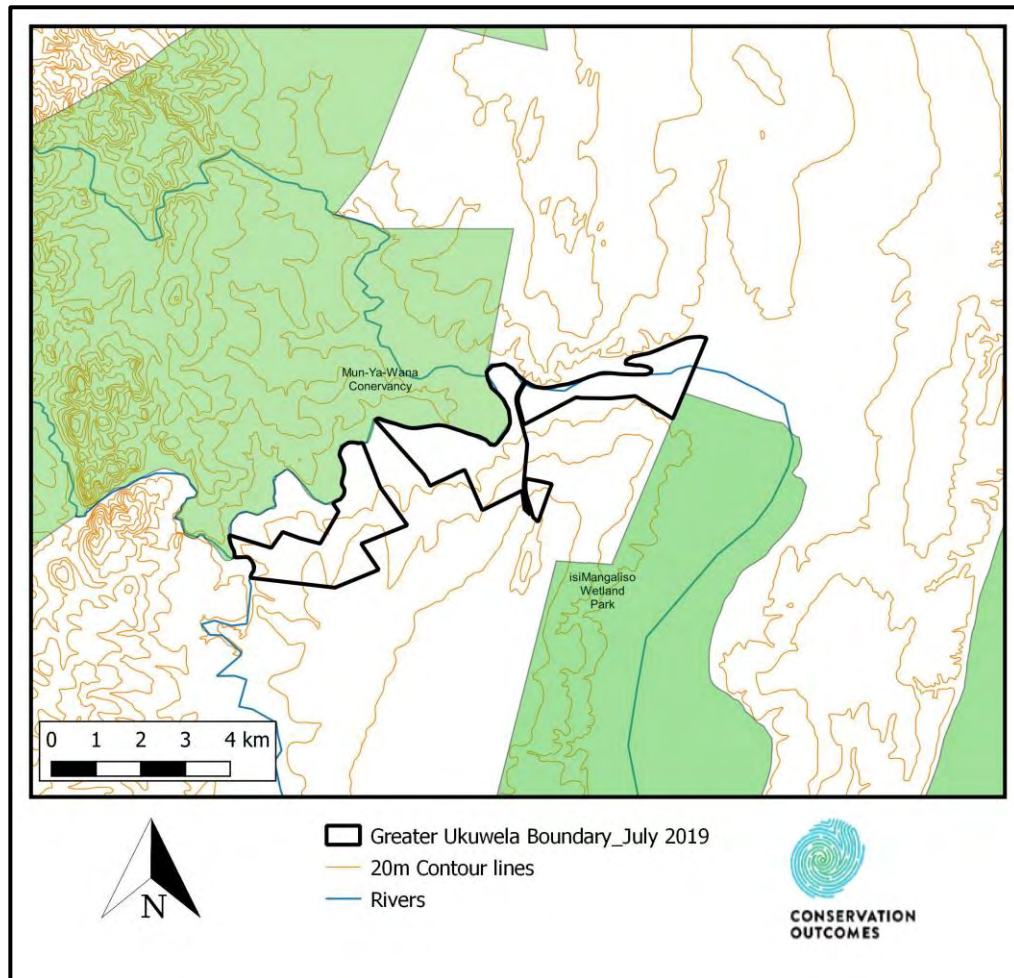 Mun-Ya-Wana
Conervancy
isiMangaliso
Wetland
Park
0 1 2 3 4 km
N
Greater Ukuwela Boundary_July 2019
20m Contour lines
Rivers
CONSERVATION
OUTCOMES